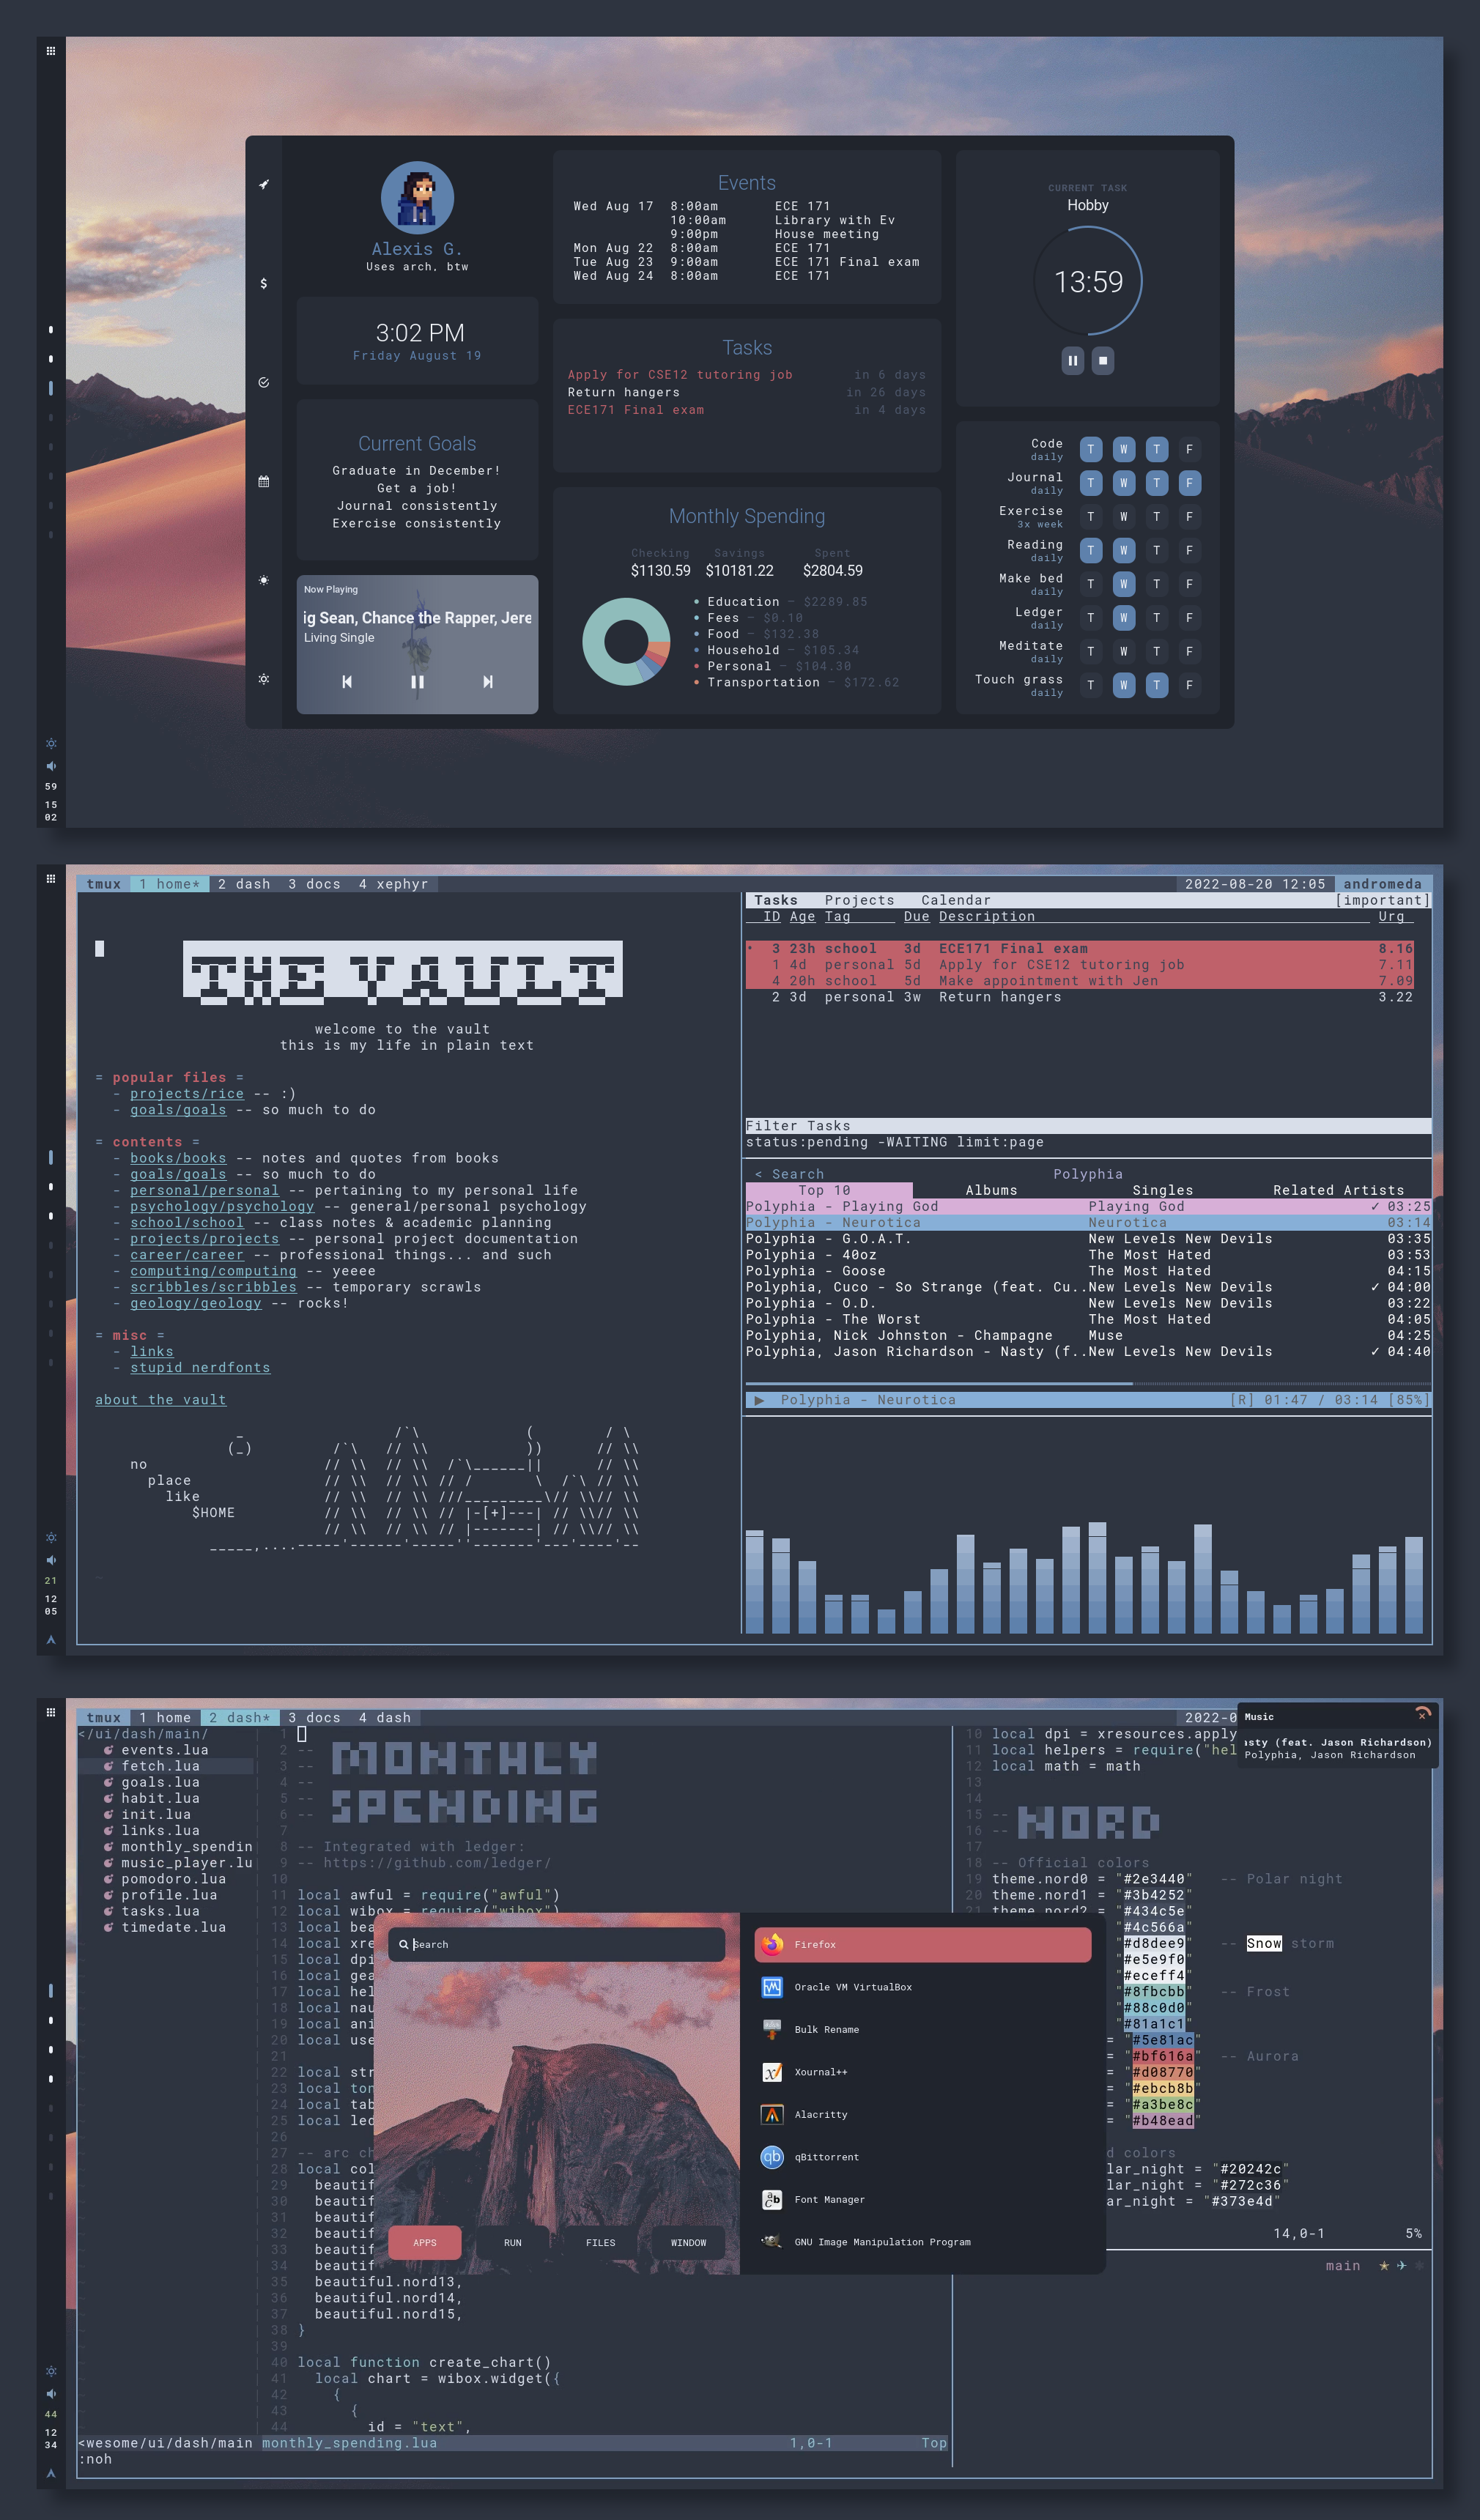 Alexis G.
Uses arch, btw
3:02 PM
Friday August 19
Current Goals
Graduate in December!
Get a job!
Journal consistently
Exercise consistently
Now Playing
ig Sean, Chance the Rapper, Jere
Living Single
Events
Wed Aug 17 8:00am ECE 171
10:00am Library with Ev
9:00pm House meeting
Mon Aug 22 8:00am ECE 171
Tue Aug 23 9:00am ECE 171 Final exam
Wed Aug 24 8:00am ECE 171
Tasks
Apply for CSE12 tutoring job in 6 days
Return hangers in 26 days
ECE171 Final exam in 4 days
Monthly Spending
Checking Savings Spent
$1130.59 $10181.22 $2804.59
• Education — $2289.85
• Fees — $0.10
• Food — $132.38
• Household — $105.34
• Personal — $104.30
• Transportation — $172.62
CURRENT TASK
Hobby
13:59
Code T W T F
daily
Journal T W T F
daily
Exercise T W T F
3x week
Reading T W T F
daily
Make bed T W T F
daily
Ledger T W T F
daily
Meditate T W T F
daily
Touch grass T W T F
daily
59
15
02
tmux 1 home* 2 dash 3 docs 4 xephyr 2022-08-20 12:05 andromeda
THE VAULT
welcome to the vault
this is my life in plain text
= popular files =
- projects/rice -- :)
- goals/goals -- so much to do
= contents =
- books/books -- notes and quotes from books
- goals/goals -- so much to do
- personal/personal -- pertaining to my personal life
- psychology/psychology -- general/personal psychology
- school/school -- class notes & academic planning
- projects/projects -- personal project documentation
- career/career -- professional things... and such
- computing/computing -- yeeee
- scribbles/scribbles -- temporary scrawls
- geology/geology -- rocks!
= misc =
- links
- stupid nerdfonts
about the vault
no
place
like
$HOME
Tasks Projects Calendar [important]
ID Age Tag Due Description Urg
3 23h school 3d ECE171 Final exam 8.16
1 4d personal 5d Apply for CSE12 tutoring job 7.11
4 20h school 5d Make appointment with Jen 7.09
2 3d personal 3w Return hangers 3.22
Filter Tasks
status:pending -WAITING limit:page
< Search Polyphia
Top 10 Albums Singles Related Artists
Polyphia - Playing God Playing God ✓ 03:25
Polyphia - Neurotica Neurotica 03:14
Polyphia - G.O.A.T. New Levels New Devils 03:35
Polyphia - 40oz The Most Hated 03:53
Polyphia - Goose The Most Hated 04:15
Polyphia, Cuco - So Strange (feat. Cu..New Levels New Devils ✓ 04:00
Polyphia - O.D. New Levels New Devils 03:22
Polyphia - The Worst The Most Hated 04:05
Polyphia, Nick Johnston - Champagne Muse 04:25
Polyphia, Jason Richardson - Nasty (f..New Levels New Devils ✓ 04:40
▶ Polyphia - Neurotica [R] 01:47 / 03:14 [85%]
21
12
05
tmux 1 home 2 dash* 3 docs 4 dash 2022-0
Music
asty (feat. Jason Richardson)
Polyphia, Jason Richardson
</ui/dash/main/
events.lua
fetch.lua
goals.lua
habit.lua
init.lua
links.lua
monthly_spendin
music_player.lu
pomodoro.lua
profile.lua
tasks.lua
timedate.lua
1
2 -- MONTHLY
3 --
4 --
5 -- SPENDING
6 --
7
8 -- Integrated with ledger:
9 -- https://github.com/ledger/
10
11 local awful = require("awful")
12 local wibox = require("wibox")
13 local bea
14 local xre
15 local dpi
16 local gea
17 local hel
18 local nau
19 local ani
20 local use
21
22 local str
23 local ton
24 local tab
25 local led
26
27 -- arc ch
28 local col
29 beautif
30 beautif
31 beautif
32 beautif
33 beautif
34 beautif
35 beautiful.nord13,
36 beautiful.nord14,
37 beautiful.nord15,
38 }
39
40 local function create_chart()
41 local chart = wibox.widget({
42 {
43 {
44 id = "text",
<wesome/ui/dash/main monthly_spending.lua 1,0-1 Top
:noh
10 local dpi = xresources.apply
11 local helpers = require("hel
12 local math = math
13
14
15 -- NORD
16 --
17
18 -- Official colors
19 theme.nord0 = "#2e3440" -- Polar night
20 theme.nord1 = "#3b4252"
21 theme.nord2 = "#434c5e"
"#4c566a"
"#d8dee9" -- Snow storm
"#e5e9f0"
"#eceff4"
"#8fbcbb" -- Frost
"#88c0d0"
"#81a1c1"
= "#5e81ac"
= "#bf616a" -- Aurora
= "#d08770"
= "#ebcb8b"
= "#a3be8c"
= "#b48ead"
d colors
lar_night = "#20242c"
lar_night = "#272c36"
ar_night = "#373e4d"
14,0-1 5%
main
Search
APPS RUN FILES WINDOW
Firefox
Oracle VM VirtualBox
Bulk Rename
Xournal++
Alacritty
qBittorrent
Font Manager
GNU Image Manipulation Program
44
12
34